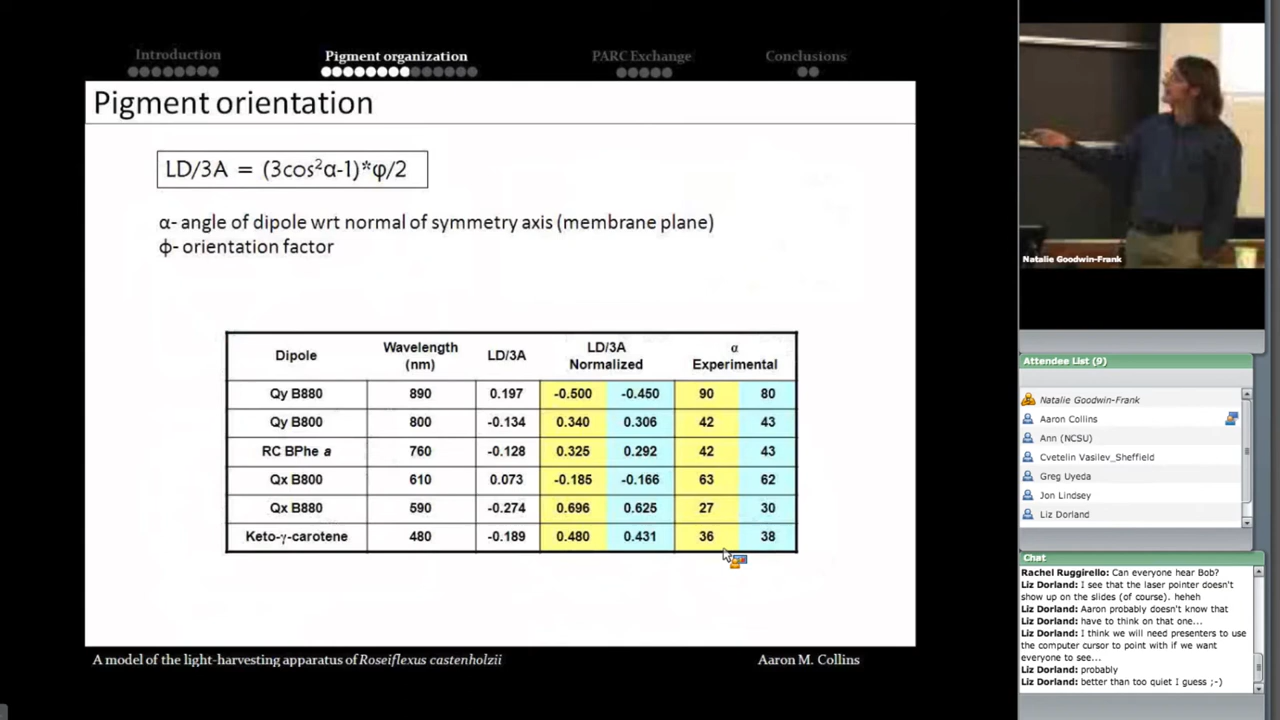 Introduction
Pigment organization
PARC Exchange
Conclusions
Pigment orientation
LD/3A = (3cos²α-1)*φ/2
α- angle of dipole wrt normal of symmetry axis (membrane plane)
ϕ- orientation factor
Dipole Wavelength (nm) LD/3A LD/3A Normalized α Experimental
Qy B880 890 0.197 -0.500 -0.450 90 80
Qy B800 800 -0.134 0.340 0.306 42 43
RC BPhe a 760 -0.128 0.325 0.292 42 43
Qx B800 610 0.073 -0.185 -0.166 63 62
Qx B880 590 -0.274 0.696 0.625 27 30
Keto-γ-carotene 480 -0.189 0.480 0.431 36 38
A model of the light-harvesting apparatus of Roseiflexus castenholzii
Aaron M. Collins
Natalie Goodwin-Frank
Attendee List (9)
Natalie Goodwin-Frank
Aaron Collins
Ann (NCSU)
Cvetelin Vasilev_Sheffield
Greg Uyeda
Jon Lindsey
Liz Dorland
Chat
Rachel Ruggirello: Can everyone hear Bob?
Liz Dorland: I see that the laser pointer doesn't
show up on the slides (of course). heheh
Liz Dorland: Aaron probably doesn't know that
Liz Dorland: have to think on that one...
Liz Dorland: I think we will need presenters to use
the computer cursor to point with if we want
everyone to see...
Liz Dorland: probably
Liz Dorland: better than too quiet I guess ;-)